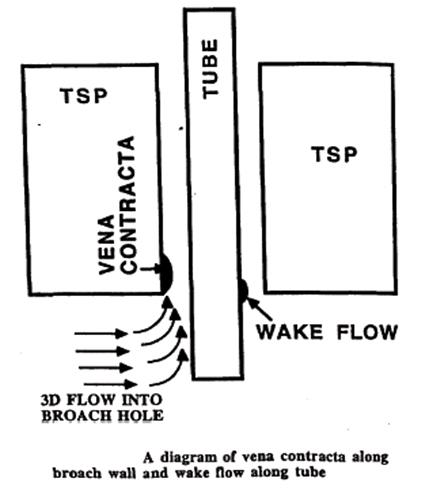 TSP
TUBE
TSP
VENA
CONTRACTA
WAKE FLOW
3D FLOW INTO
BROACH HOLE
A diagram of vena contracta along
broach wall and wake flow along tube